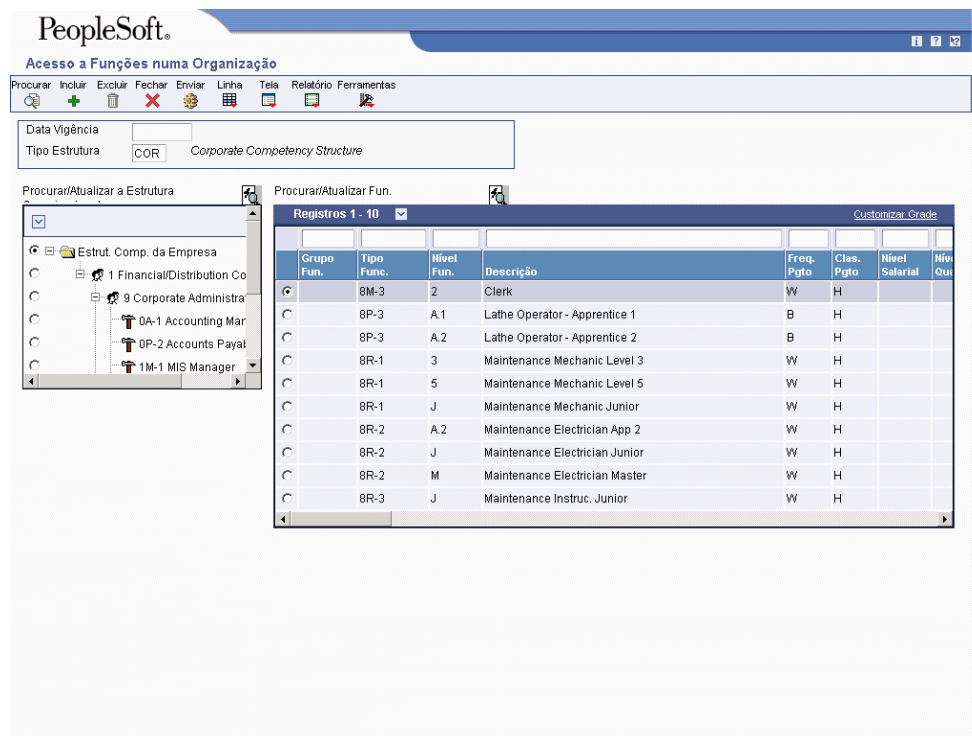 PeopleSoft®
Acesso a Funções numa Organização
Procurar Incluir Excluir Fechar Enviar Linha Tela Relatório Ferramentas
Data Vigência
Tipo Estrutura COR Corporate Competency Structure
Procurar/Atualizar a Estrutura
Procurar/Atualizar Fun.
Estrut. Comp. da Empresa
1 Financial/Distribution Co
9 Corporate Administra
0A-1 Accounting Mar
0P-2 Accounts Payab
1M-1 MIS Manager
Registros 1 - 10 Customizar Grade
Grupo Fun. Tipo Func. Nível Fun. Descrição Freq. Pgto Clas. Pgto Nível Salarial Níve Qua
8M-3 2 Clerk W H
8P-3 A.1 Lathe Operator - Apprentice 1 B H
8P-3 A.2 Lathe Operator - Apprentice 2 B H
8R-1 3 Maintenance Mechanic Level 3 W H
8R-1 5 Maintenance Mechanic Level 5 W H
8R-1 J Maintenance Mechanic Junior W H
8R-2 A.2 Maintenance Electrician App 2 W H
8R-2 J Maintenance Electrician Junior W H
8R-2 M Maintenance Electrician Master W H
8R-3 J Maintenance Instruc. Junior W H